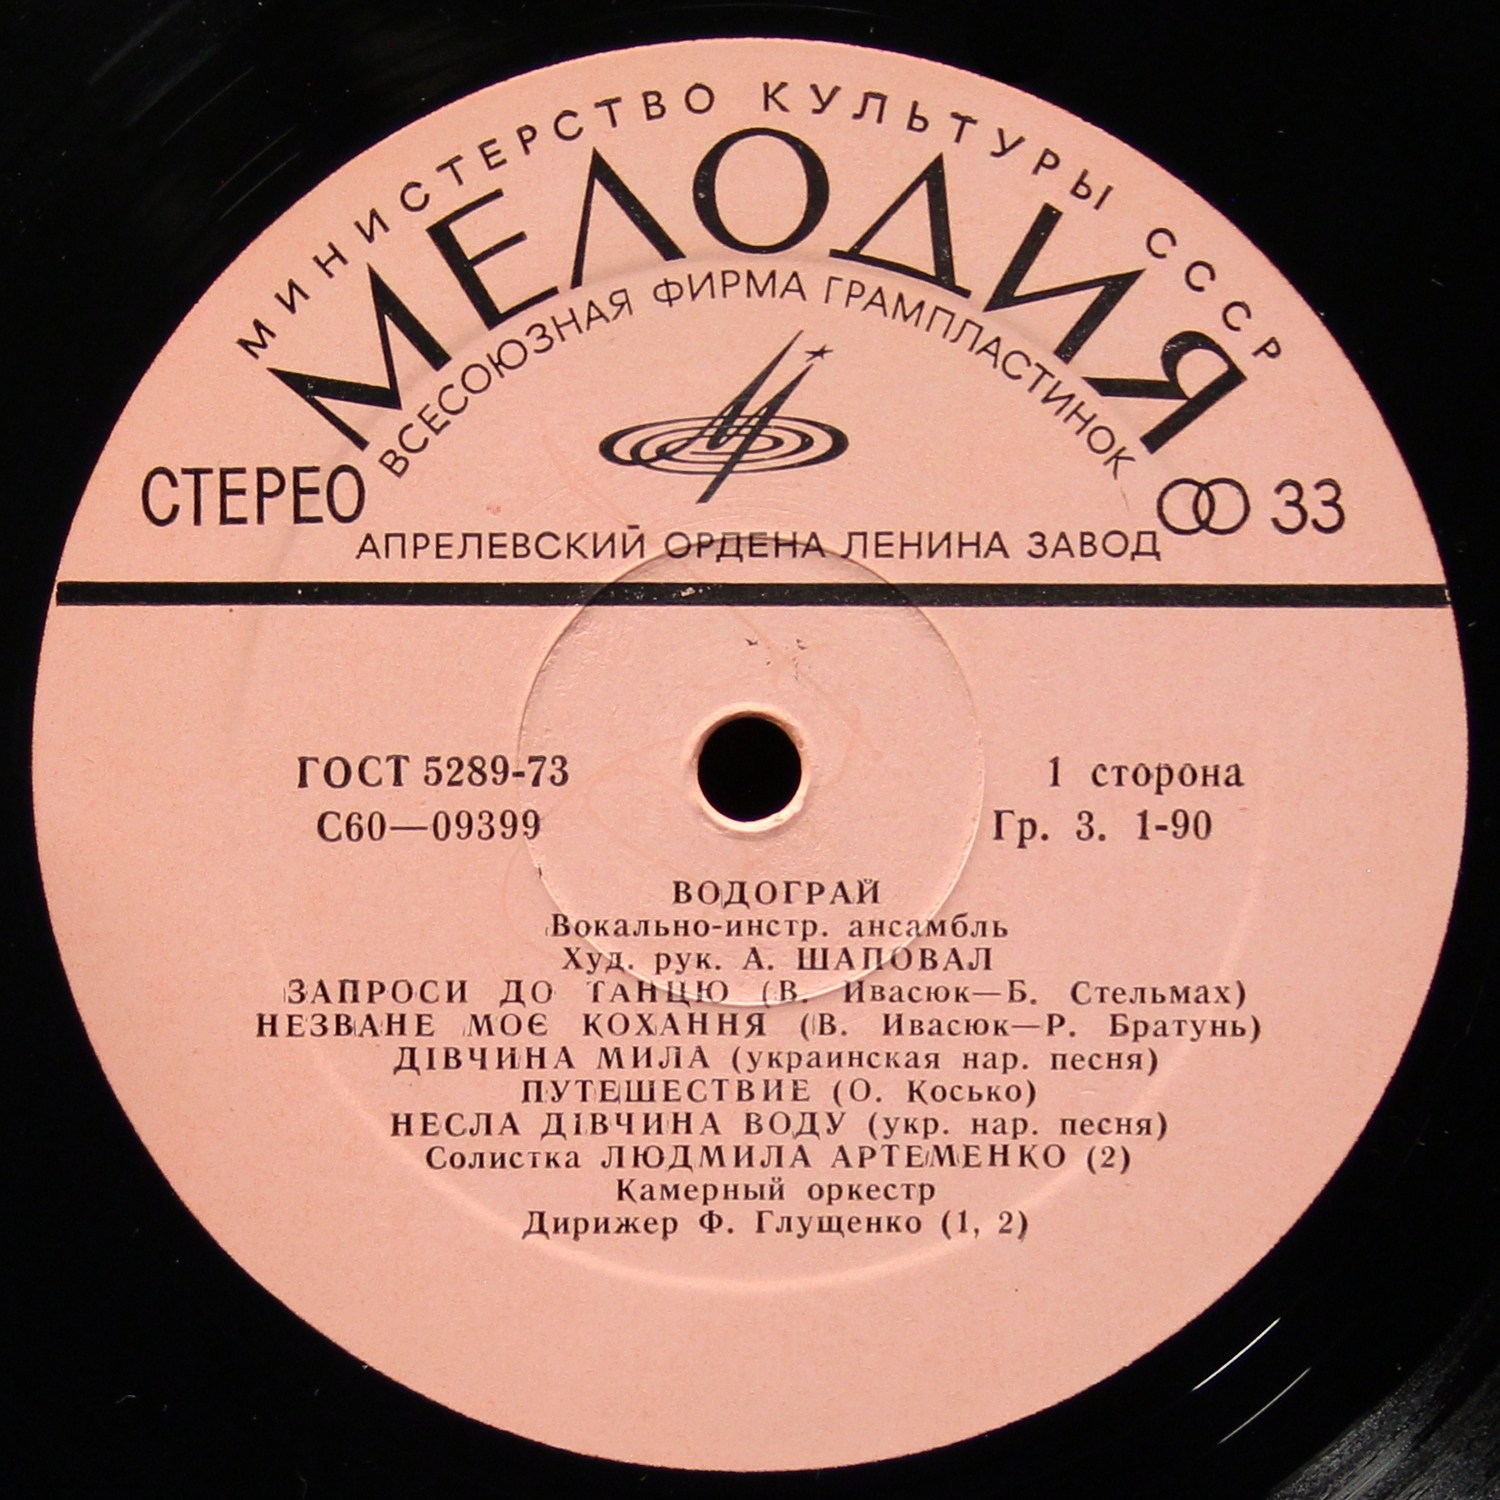 МИНИСТЕРСТВО КУЛЬТУРЫ СССР
МЕЛОДИЯ
ВСЕСОЮЗНАЯ ФИРМА ГРАМПЛАСТИНОК
СТЕРЕО
33
АПРЕЛЕВСКИЙ ОРДЕНА ЛЕНИНА ЗАВОД
ГОСТ 5289-73
С60—09399
1 сторона
Гр. 3. 1-90
ВОДОГРАЙ
Вокально-инстр. ансамбль
Худ. рук. А. ШАПОВАЛ
ЗАПРОСИ ДО ТАНЦЮ (В. Ивасюк—Б. Стельмах)
НЕЗВАНЕ МОЄ КОХАННЯ (В. Ивасюк—Р. Братунь)
ДІВЧИНА МИЛА (украинская нар. песня)
ПУТЕШЕСТВИЕ (О. Косько)
НЕСЛА ДІВЧИНА ВОДУ (укр. нар. песня)
Солистка ЛЮДМИЛА АРТЕМЕНКО (2)
Камерный оркестр
Дирижер Ф. Глущенко (1, 2)